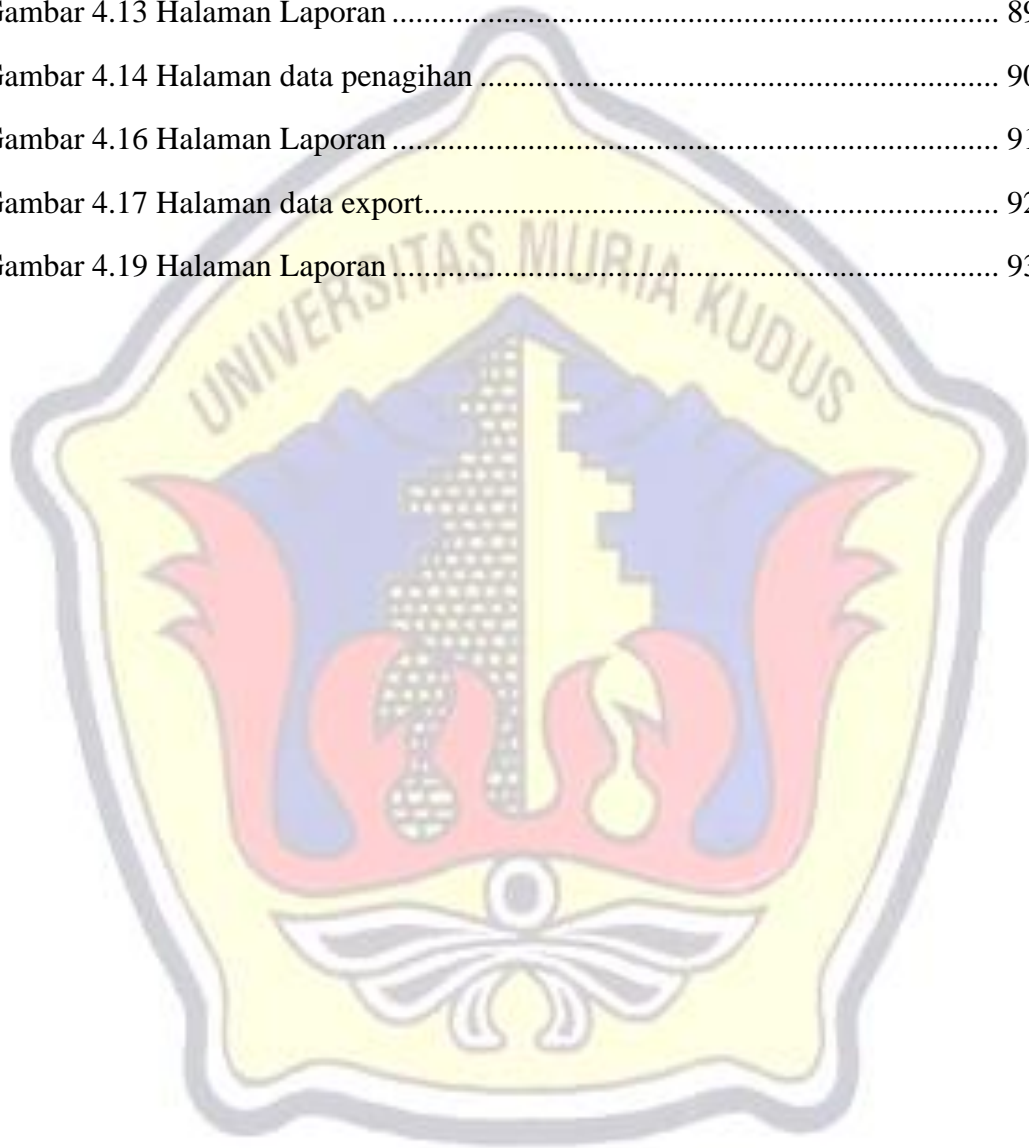 Gambar 4.13 Halaman Laporan ........................................................................... 89
Gambar 4.14 Halaman data penagihan ................................................................ 90
Gambar 4.16 Halaman Laporan ........................................................................... 91
Gambar 4.17 Halaman data export....................................................................... 92
Gambar 4.19 Halaman Laporan ........................................................................... 93
UNIVERSITAS MURIA KUDUS